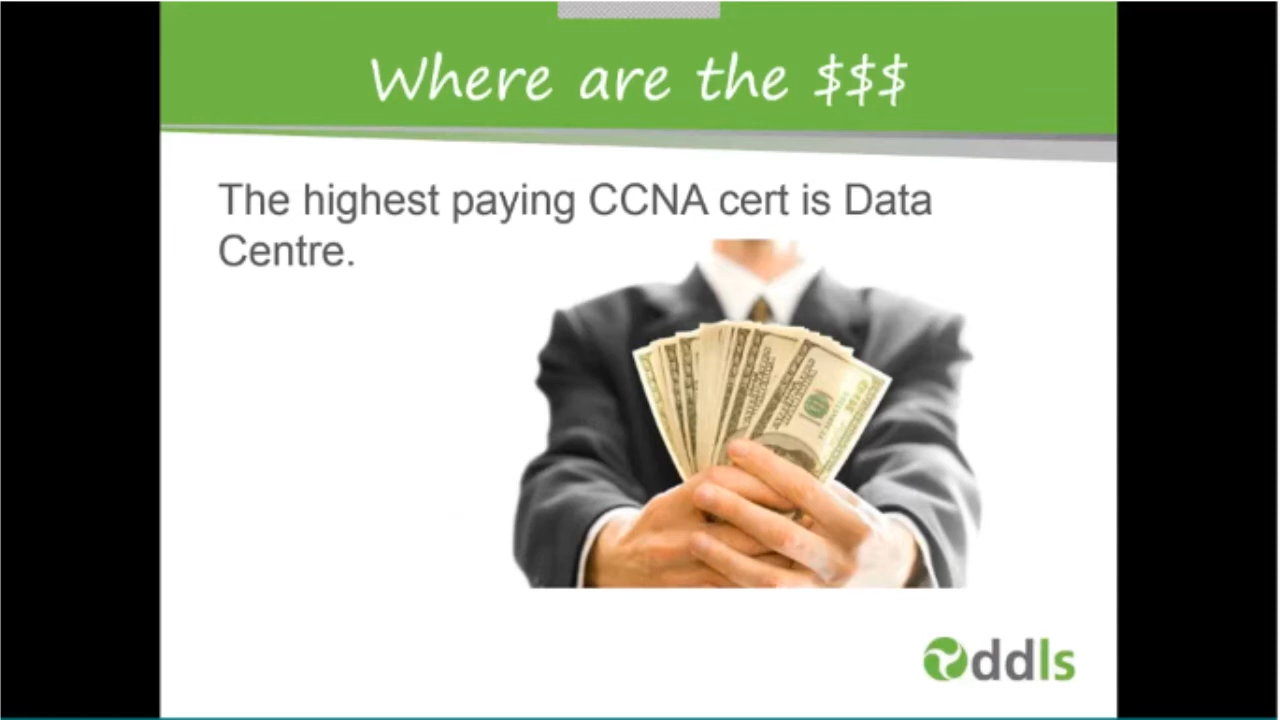 Where are the $$$
The highest paying CCNA cert is Data
Centre.
ddls